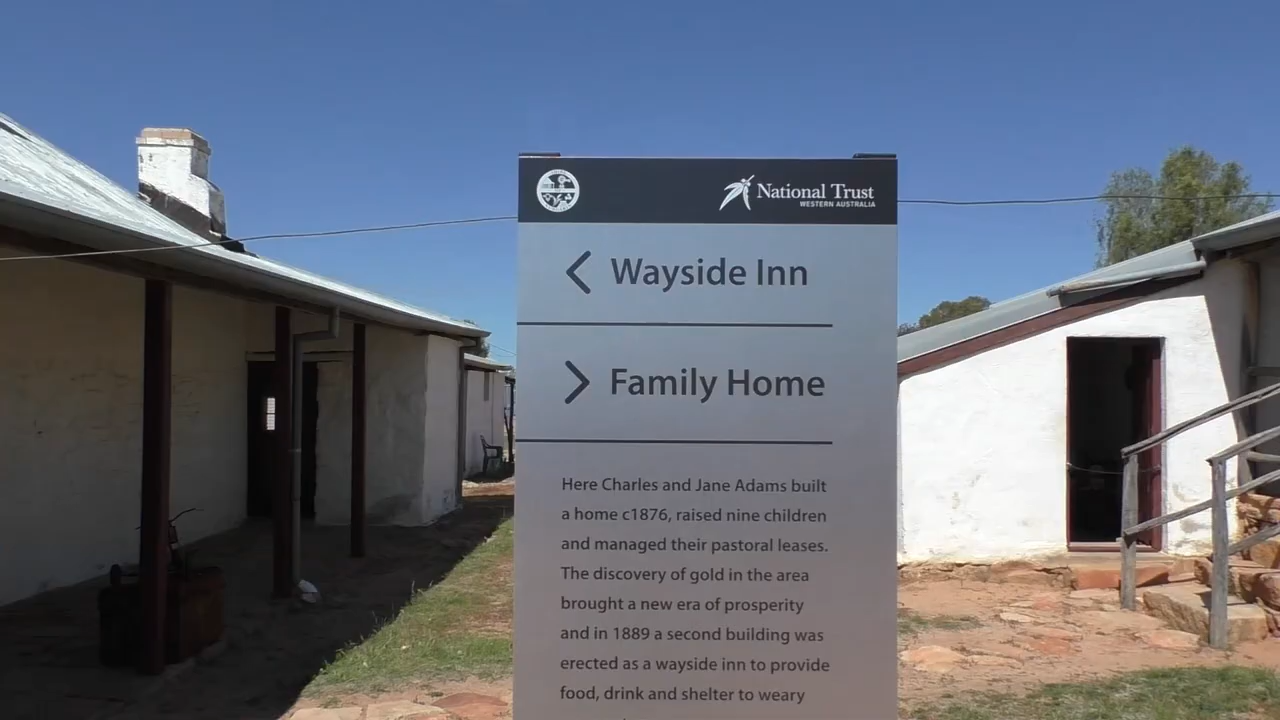 National Trust
WESTERN AUSTRALIA
Wayside Inn
Family Home
Here Charles and Jane Adams built
a home c1876, raised nine children
and managed their pastoral leases.
The discovery of gold in the area
brought a new era of prosperity
and in 1889 a second building was
erected as a wayside inn to provide
food, drink and shelter to weary